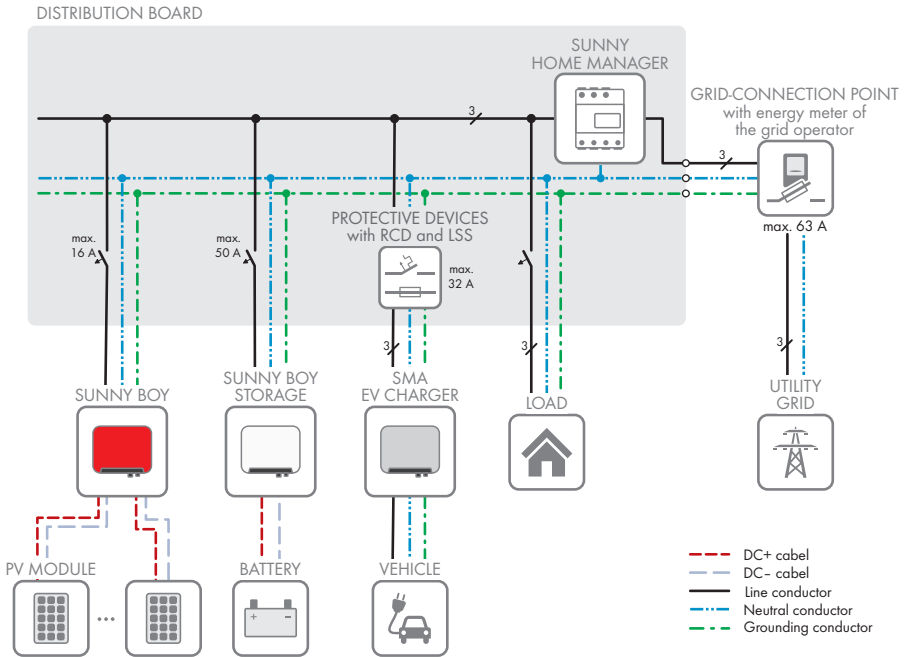 DISTRIBUTION BOARD
SUNNY
HOME MANAGER
GRID-CONNECTION POINT
with energy meter of
the grid operator
3
3
PROTECTIVE DEVICES
with RCD and LSS
max.
16 A
max.
50 A
max.
32 A
max. 63 A
3
3
3
SUNNY BOY
SUNNY BOY
STORAGE
SMA
EV CHARGER
LOAD
UTILITY
GRID
PV MODULE
...
BATTERY
+ −
VEHICLE
DC+ cabel
DC− cabel
Line conductor
Neutral conductor
Grounding conductor